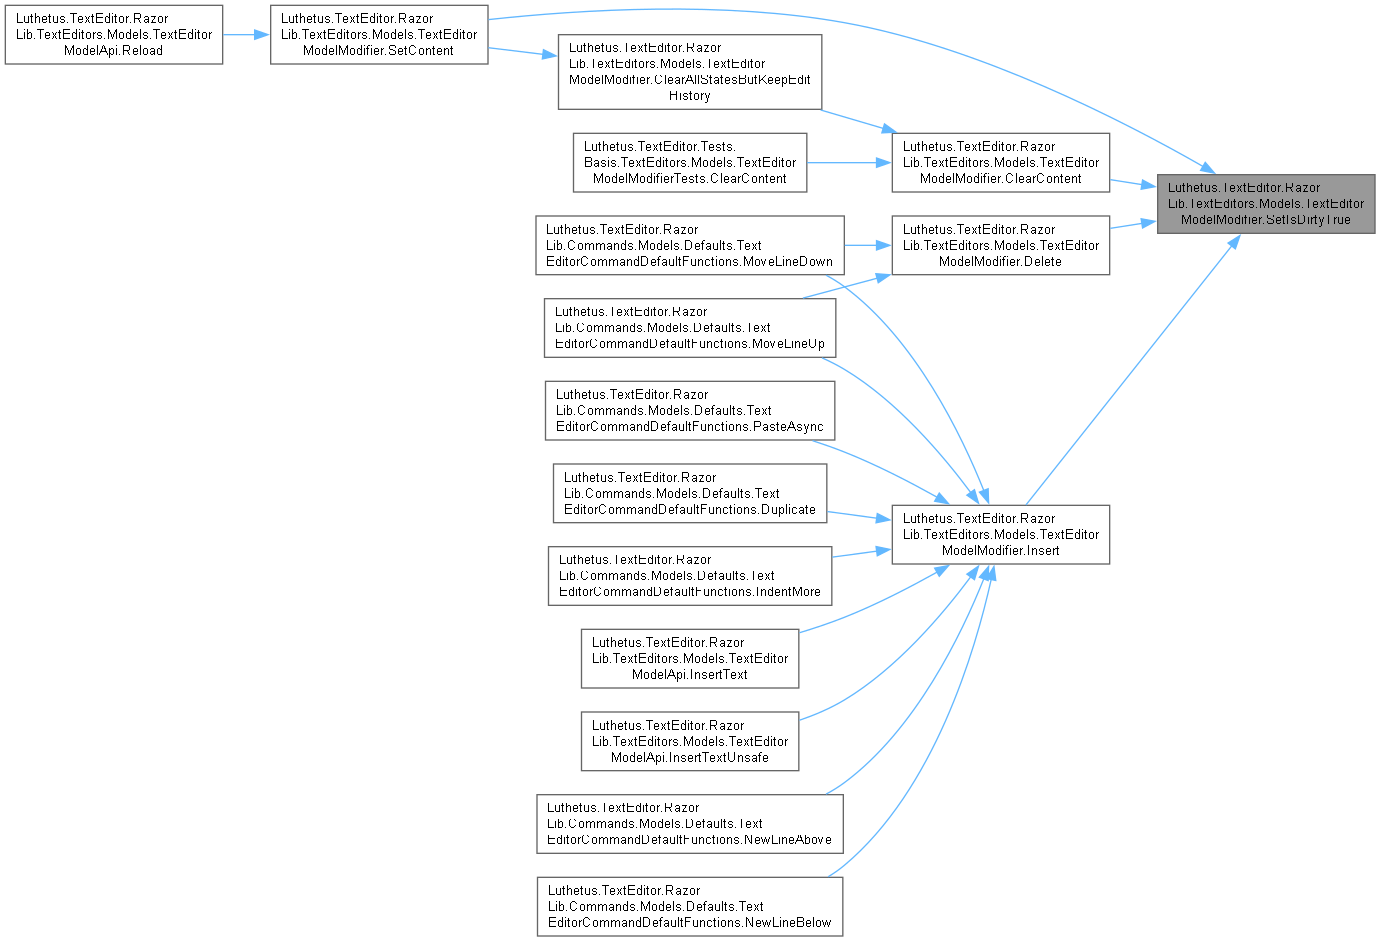 Luthetus.TextEditor.Razor
Lib.TextEditors.Models.TextEditor
ModelApi.Reload
Luthetus.TextEditor.Razor
Lib.TextEditors.Models.TextEditor
ModelModifier.SetContent
Luthetus.TextEditor.Razor
Lib.TextEditors.Models.TextEditor
ModelModifier.ClearAllStatesButKeepEdit
History
Luthetus.TextEditor.Tests.
Basis.TextEditors.Models.TextEditor
ModelModifierTests.ClearContent
Luthetus.TextEditor.Razor
Lib.TextEditors.Models.TextEditor
ModelModifier.ClearContent
Luthetus.TextEditor.Razor
Lib.TextEditors.Models.TextEditor
ModelModifier.SetIsDirtyTrue
Luthetus.TextEditor.Razor
Lib.Commands.Models.Defaults.Text
EditorCommandDefaultFunctions.MoveLineDown
Luthetus.TextEditor.Razor
Lib.TextEditors.Models.TextEditor
ModelModifier.Delete
Luthetus.TextEditor.Razor
Lib.Commands.Models.Defaults.Text
EditorCommandDefaultFunctions.MoveLineUp
Luthetus.TextEditor.Razor
Lib.Commands.Models.Defaults.Text
EditorCommandDefaultFunctions.PasteAsync
Luthetus.TextEditor.Razor
Lib.Commands.Models.Defaults.Text
EditorCommandDefaultFunctions.Duplicate
Luthetus.TextEditor.Razor
Lib.TextEditors.Models.TextEditor
ModelModifier.Insert
Luthetus.TextEditor.Razor
Lib.Commands.Models.Defaults.Text
EditorCommandDefaultFunctions.IndentMore
Luthetus.TextEditor.Razor
Lib.TextEditors.Models.TextEditor
ModelApi.InsertText
Luthetus.TextEditor.Razor
Lib.TextEditors.Models.TextEditor
ModelApi.InsertTextUnsafe
Luthetus.TextEditor.Razor
Lib.Commands.Models.Defaults.Text
EditorCommandDefaultFunctions.NewLineAbove
Luthetus.TextEditor.Razor
Lib.Commands.Models.Defaults.Text
EditorCommandDefaultFunctions.NewLineBelow